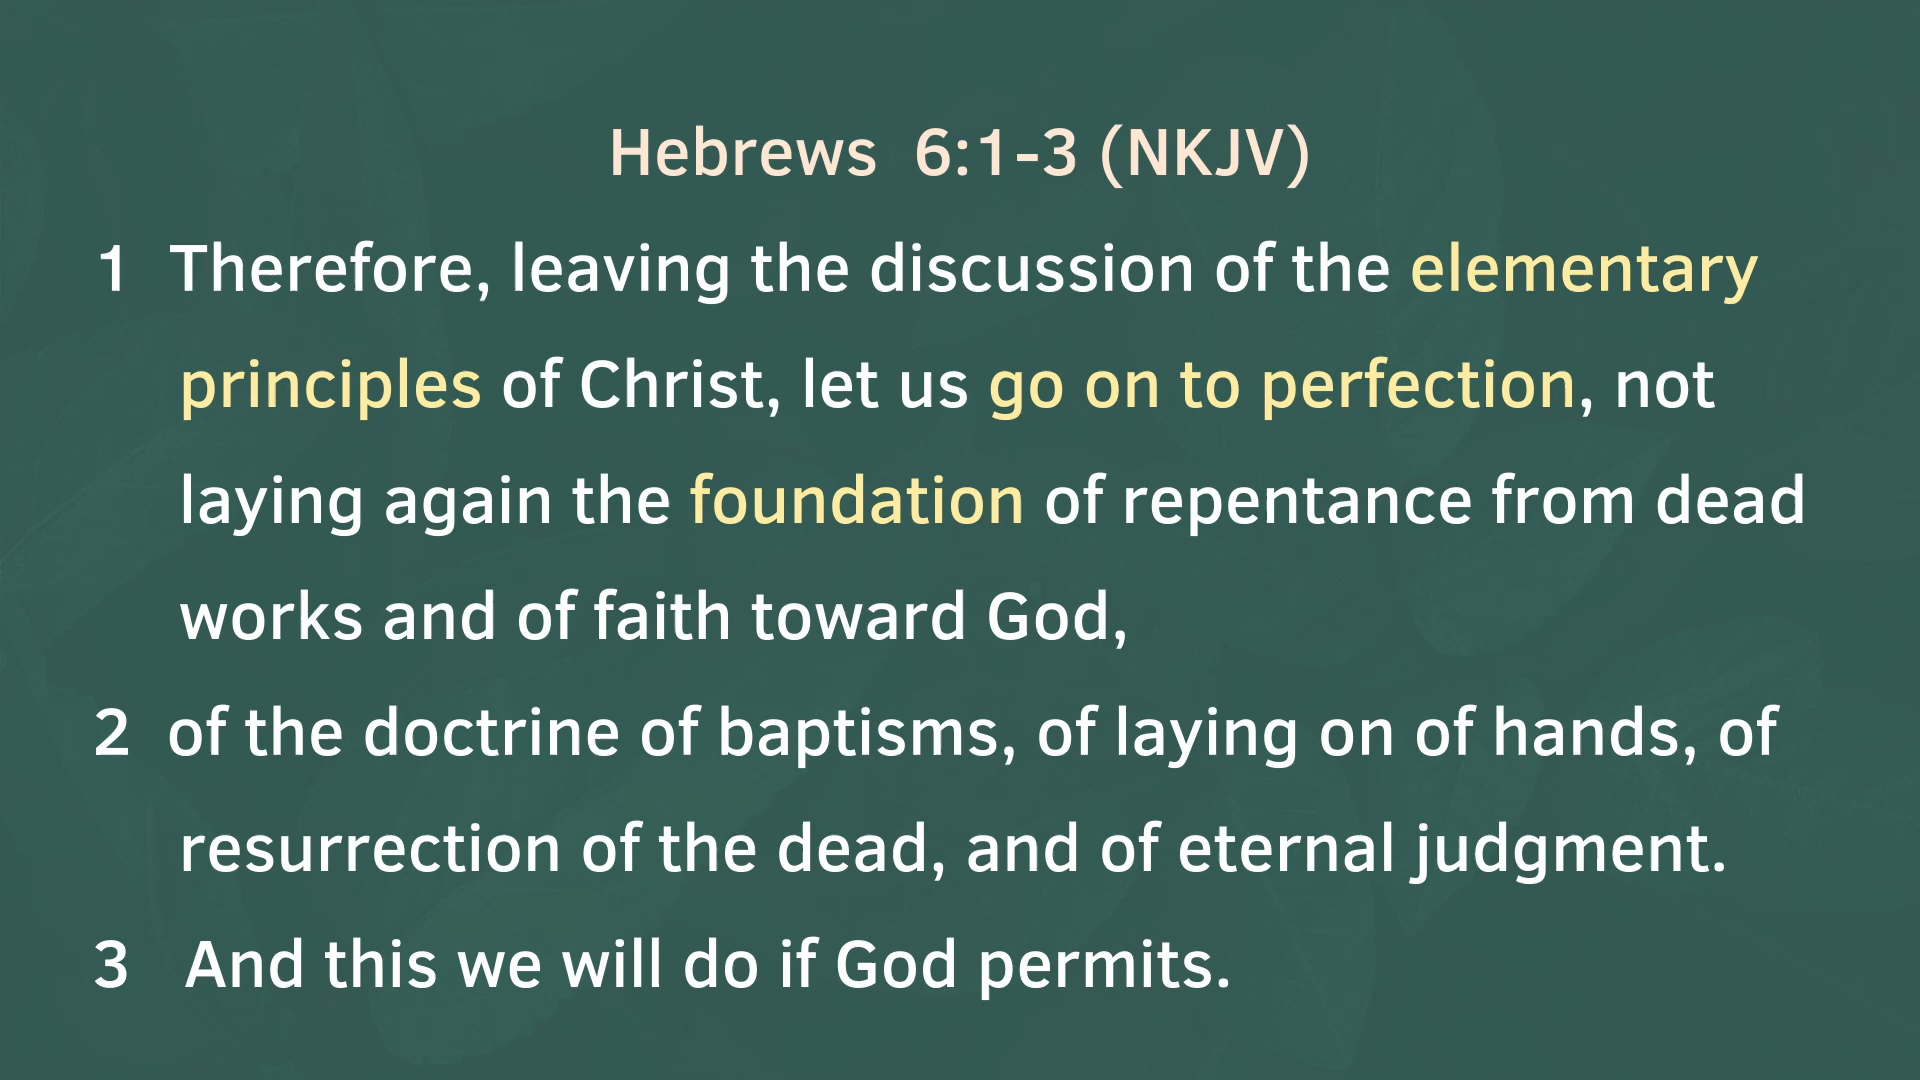 Hebrews  6:1-3 (NKJV)
1  Therefore, leaving the discussion of the elementary
principles of Christ, let us go on to perfection, not
laying again the foundation of repentance from dead
works and of faith toward God,
2  of the doctrine of baptisms, of laying on of hands, of
resurrection of the dead, and of eternal judgment.
3  And this we will do if God permits.